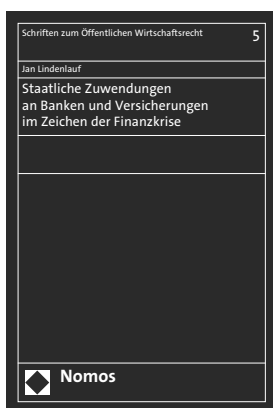 Schriften zum Öffentlichen Wirtschaftsrecht 5
Jan Lindenlauf
Staatliche Zuwendungen
an Banken und Versicherungen
im Zeichen der Finanzkrise
Nomos